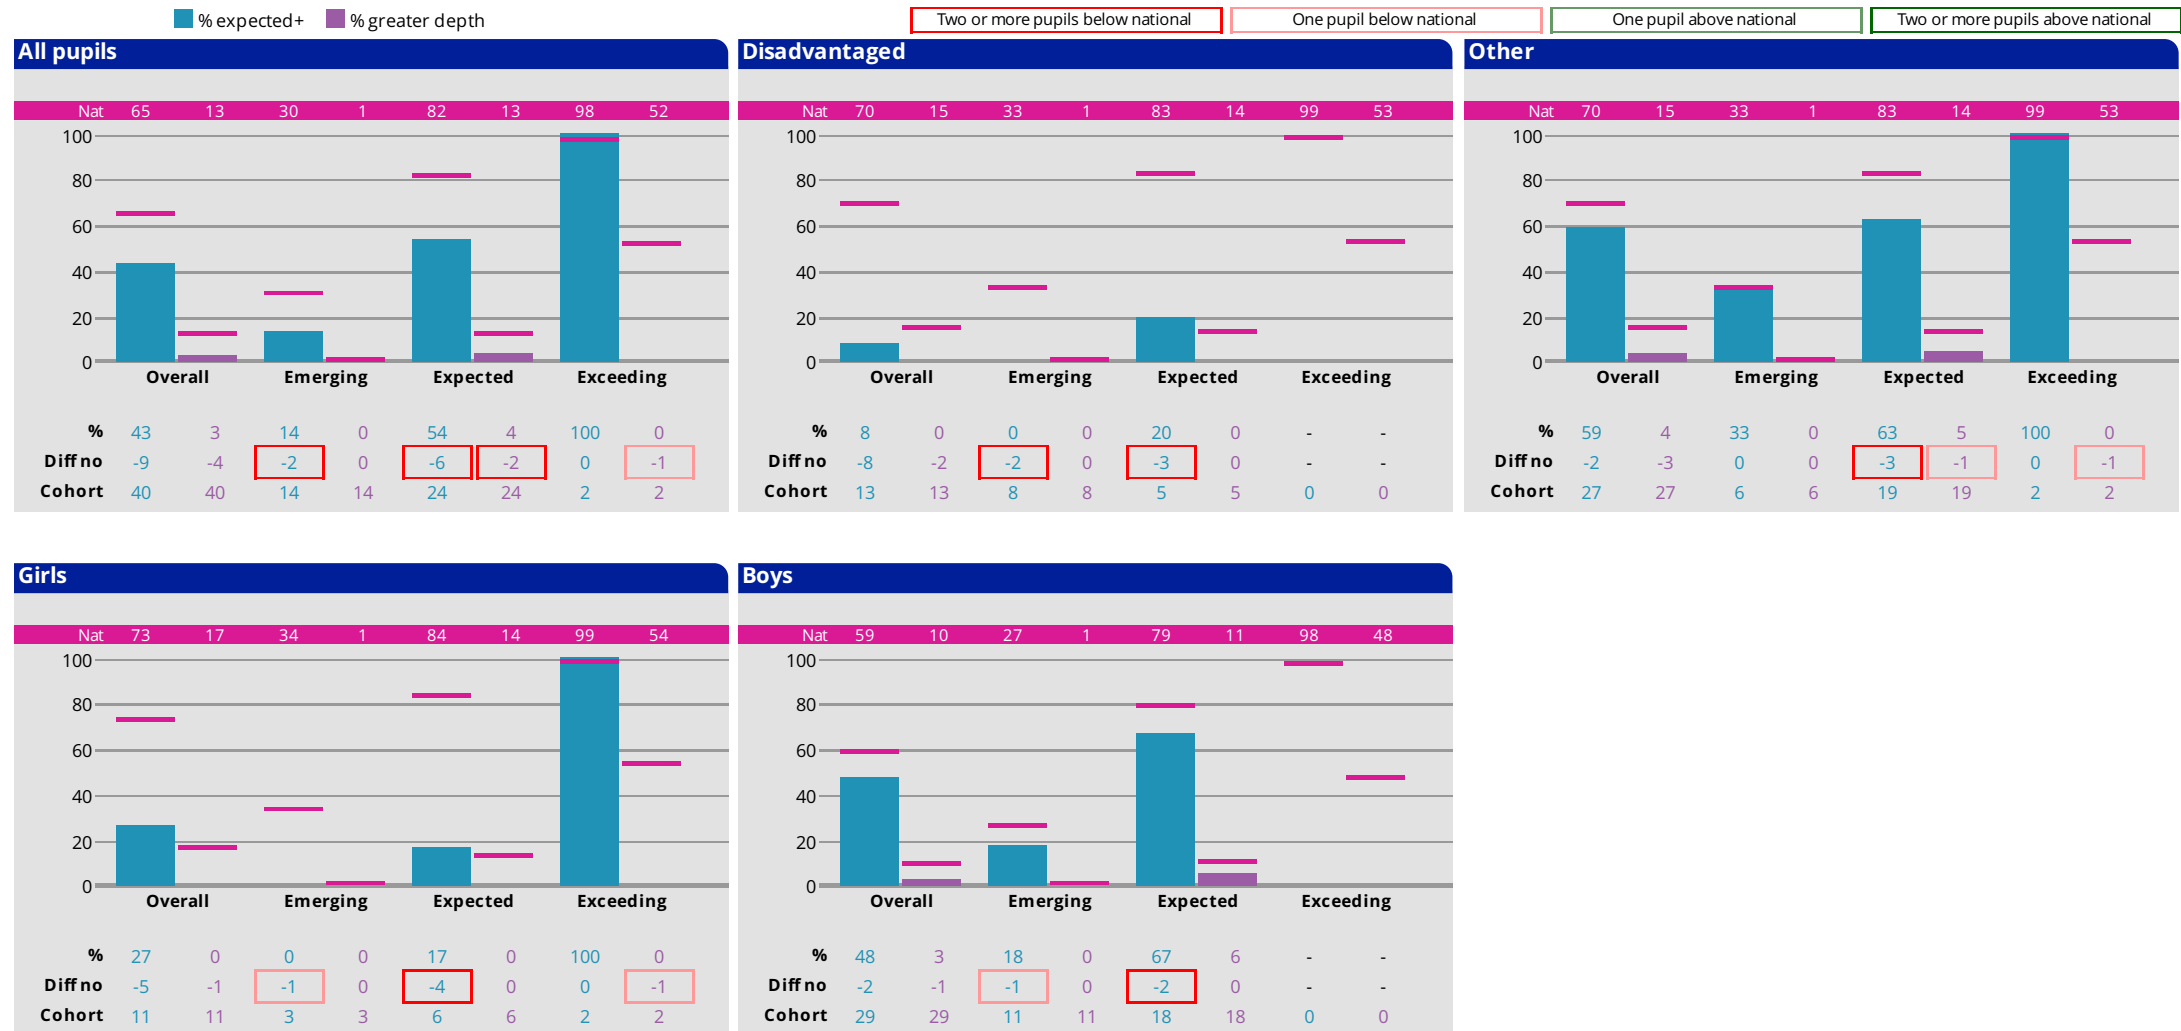 % expected+ % greater depth
Two or more pupils below national One pupil below national One pupil above national Two or more pupils above national
All pupils
Nat 65 13 30 1 82 13 98 52
100
80
60
40
20
0
Overall Emerging Expected Exceeding
% 43 3 14 0 54 4 100 0
Diff no -9 -4 -2 0 -6 -2 0 -1
Cohort 40 40 14 14 24 24 2 2
Disadvantaged
Nat 70 15 33 1 83 14 99 53
100
80
60
40
20
0
Overall Emerging Expected Exceeding
% 8 0 0 0 20 0 - -
Diff no -8 -2 -2 0 -3 0 - -
Cohort 13 13 8 8 5 5 0 0
Other
Nat 70 15 33 1 83 14 99 53
100
80
60
40
20
0
Overall Emerging Expected Exceeding
% 59 4 33 0 63 5 100 0
Diff no -2 -3 0 0 -3 -1 0 -1
Cohort 27 27 6 6 19 19 2 2
Girls
Nat 73 17 34 1 84 14 99 54
100
80
60
40
20
0
Overall Emerging Expected Exceeding
% 27 0 0 0 17 0 100 0
Diff no -5 -1 -1 0 -4 0 0 -1
Cohort 11 11 3 3 6 6 2 2
Boys
Nat 59 10 27 1 79 11 98 48
100
80
60
40
20
0
Overall Emerging Expected Exceeding
% 48 3 18 0 67 6 - -
Diff no -2 -1 -1 0 -2 0 - -
Cohort 29 29 11 11 18 18 0 0